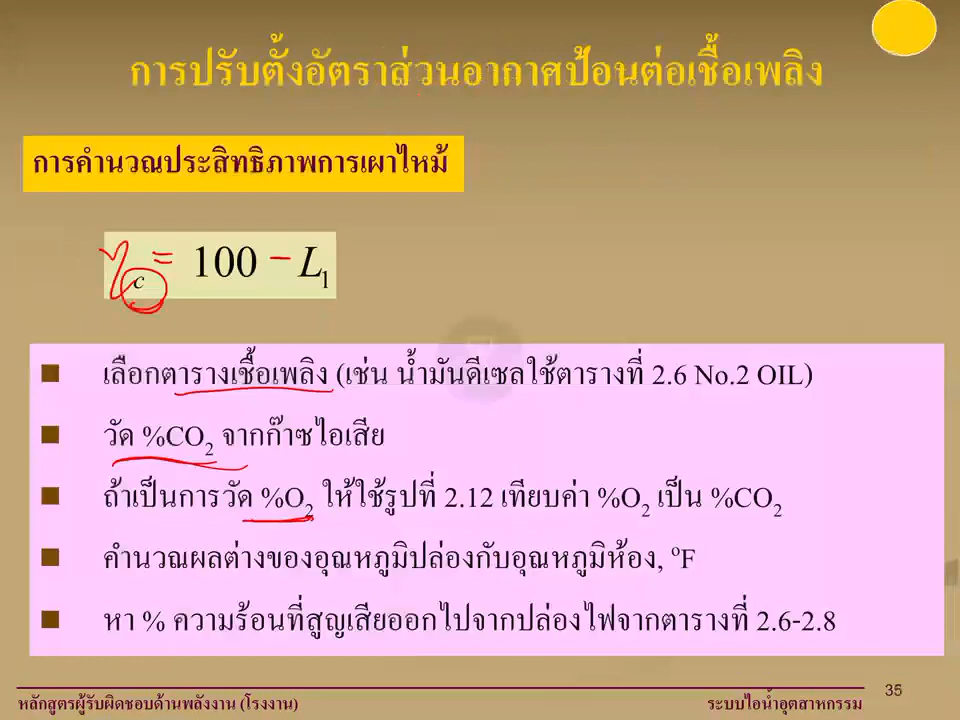 การปรับตั้งอัตราส่วนอากาศป้อนต่อเชื้อเพลิง
การคำนวณประสิทธิภาพการเผาไหม้
η_c = 100 − L₁
เลือกตารางเชื้อเพลิง (เช่น น้ำมันดีเซลใช้ตารางที่ 2.6 No.2 OIL)
วัด %CO₂ จากก๊าซไอเสีย
ถ้าเป็นการวัด %O₂ ให้ใช้รูปที่ 2.12 เทียบค่า %O₂ เป็น %CO₂
คำนวณผลต่างของอุณหภูมิปล่องกับอุณหภูมิห้อง, ºF
หา % ความร้อนที่สูญเสียออกไปจากปล่องไฟจากตารางที่ 2.6-2.8
หลักสูตรผู้รับผิดชอบด้านพลังงาน (โรงงาน)
ระบบไอน้ำอุตสาหกรรม
35